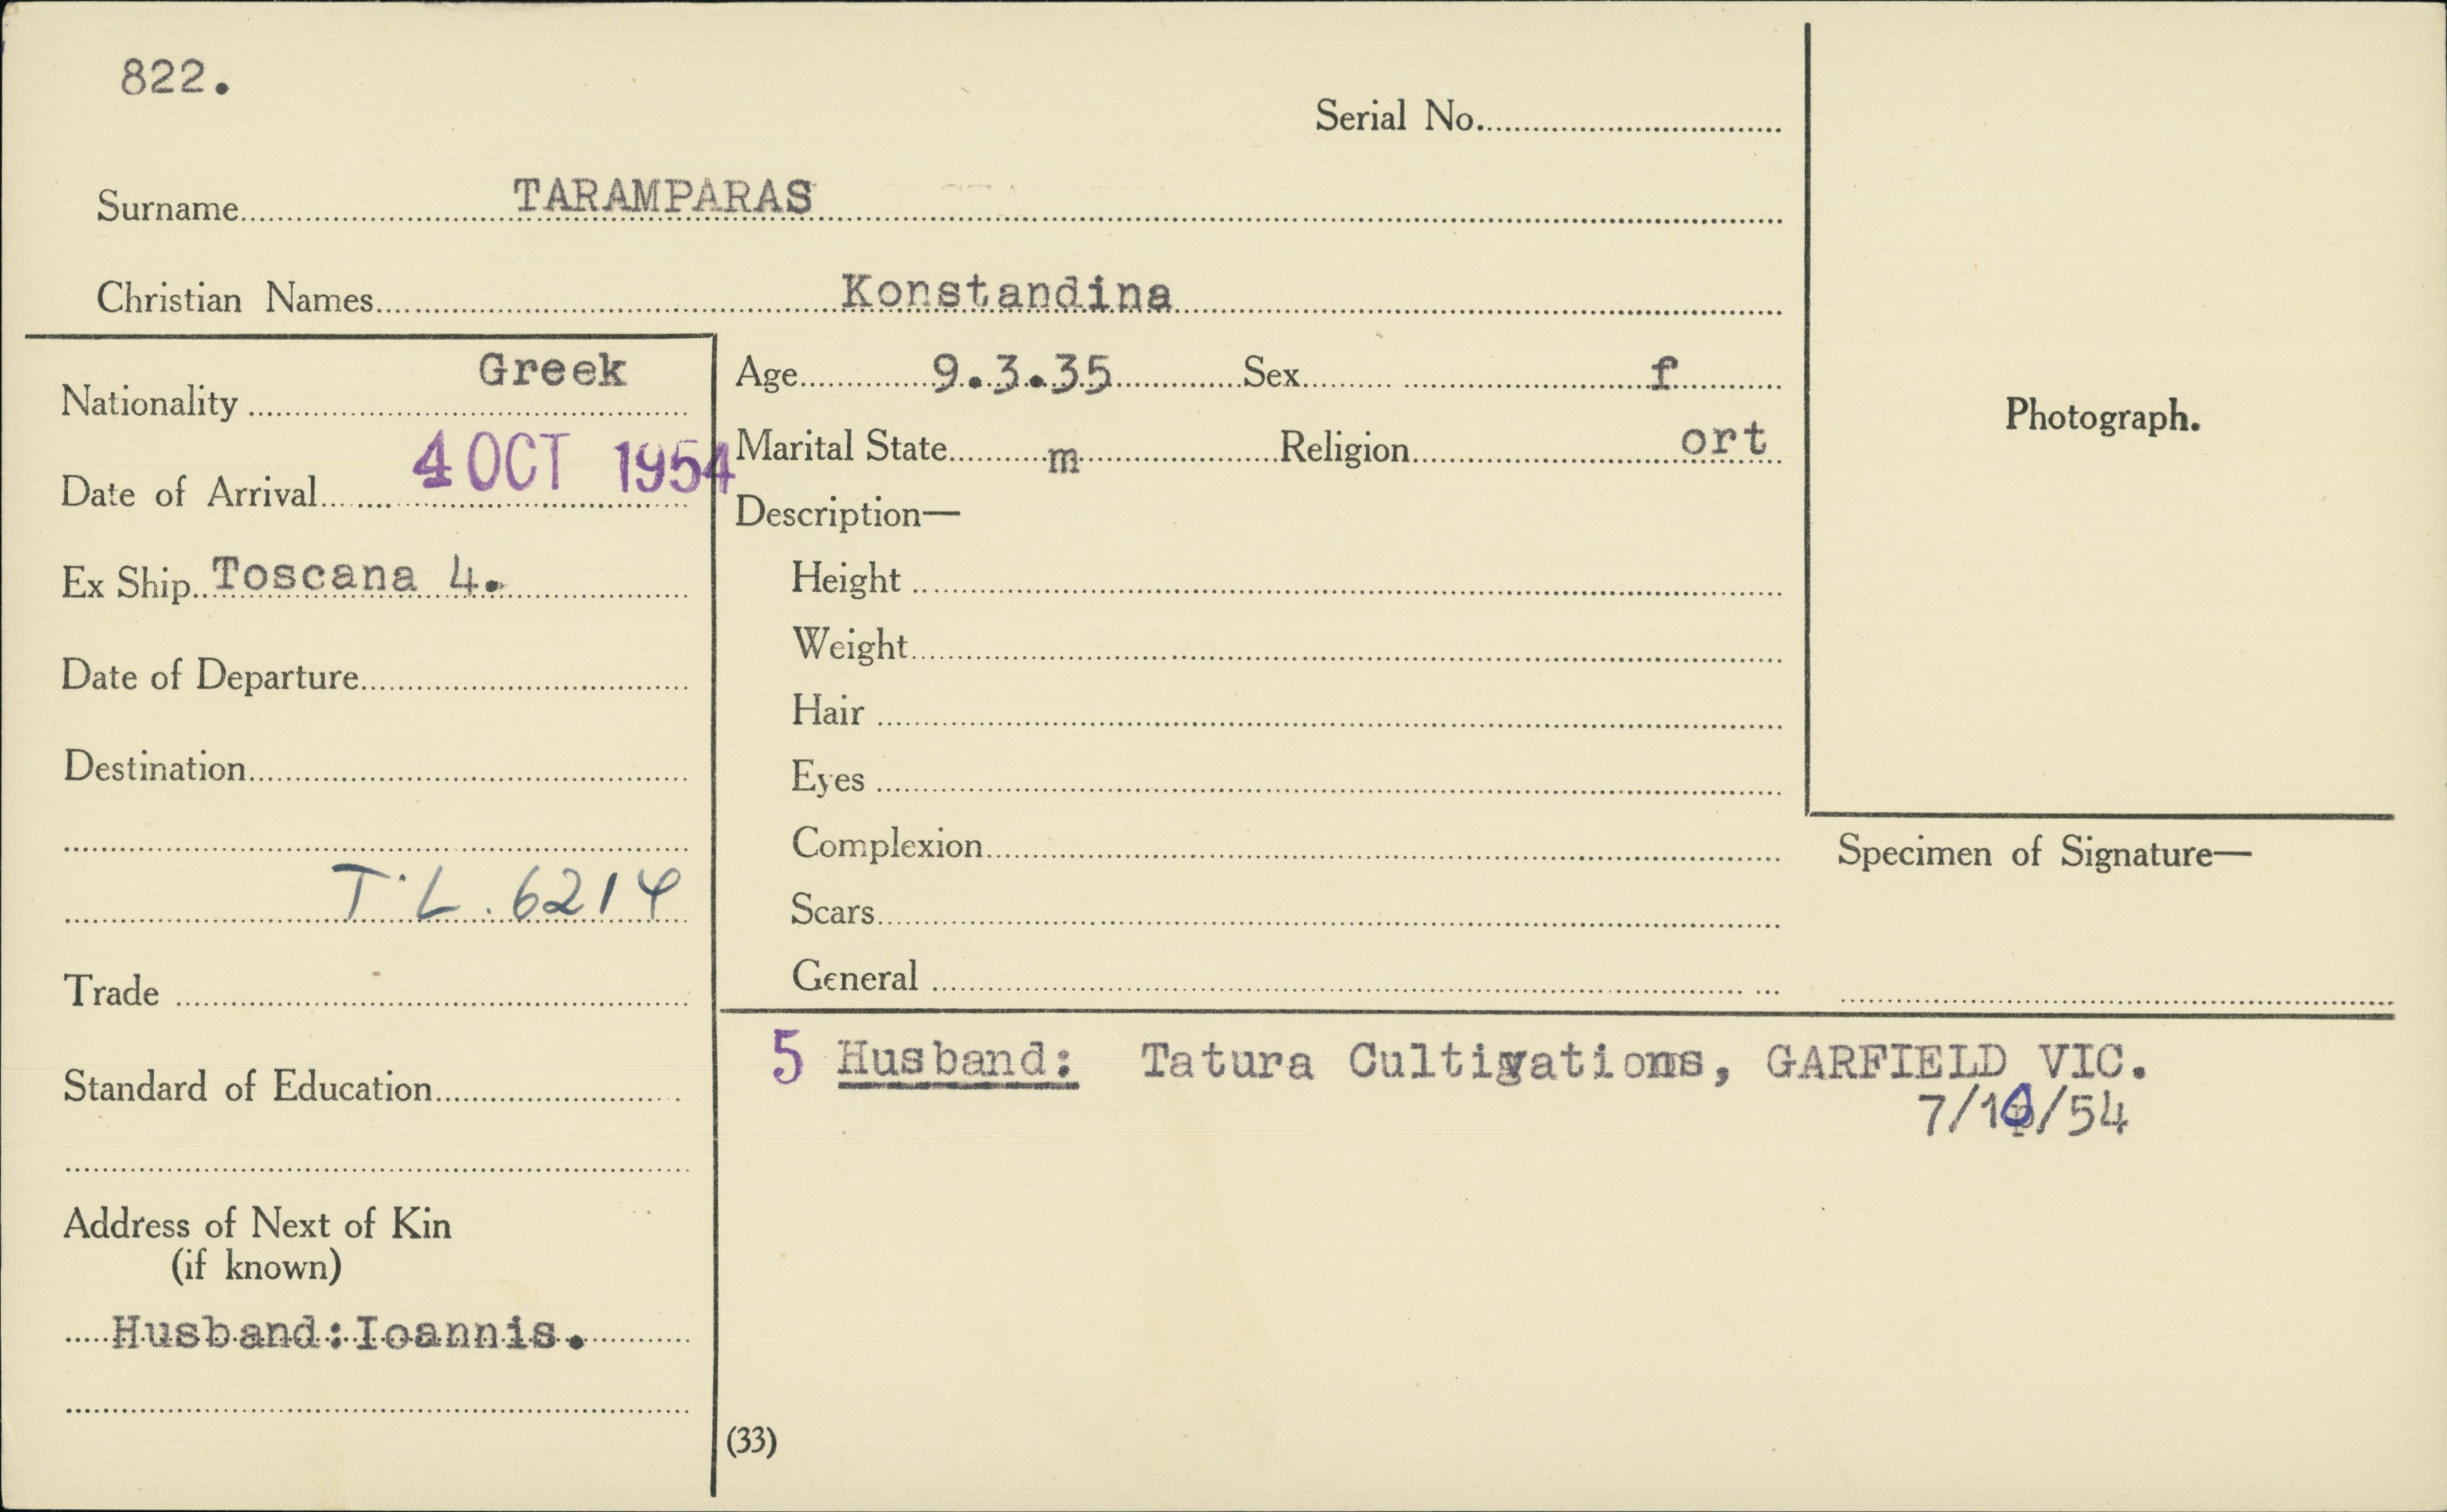 822.
Serial No.
Surname TARAMPARAS
Christian Names Konstandina
Nationality Greek
Date of Arrival 4 OCT 1954
Ex Ship Toscana 4.
Date of Departure
Destination
T.L. 6214
Trade
Standard of Education
Address of Next of Kin
(if known)
Husband:Ioannis.
Age 9.3.35 Sex f
Marital State m Religion ort
Description—
Height
Weight
Hair
Eyes
Complexion
Scars
General
Photograph.
Specimen of Signature—
5 Husband: Tatura Cultivations, GARFIELD VIC.
7/10/54
(33)